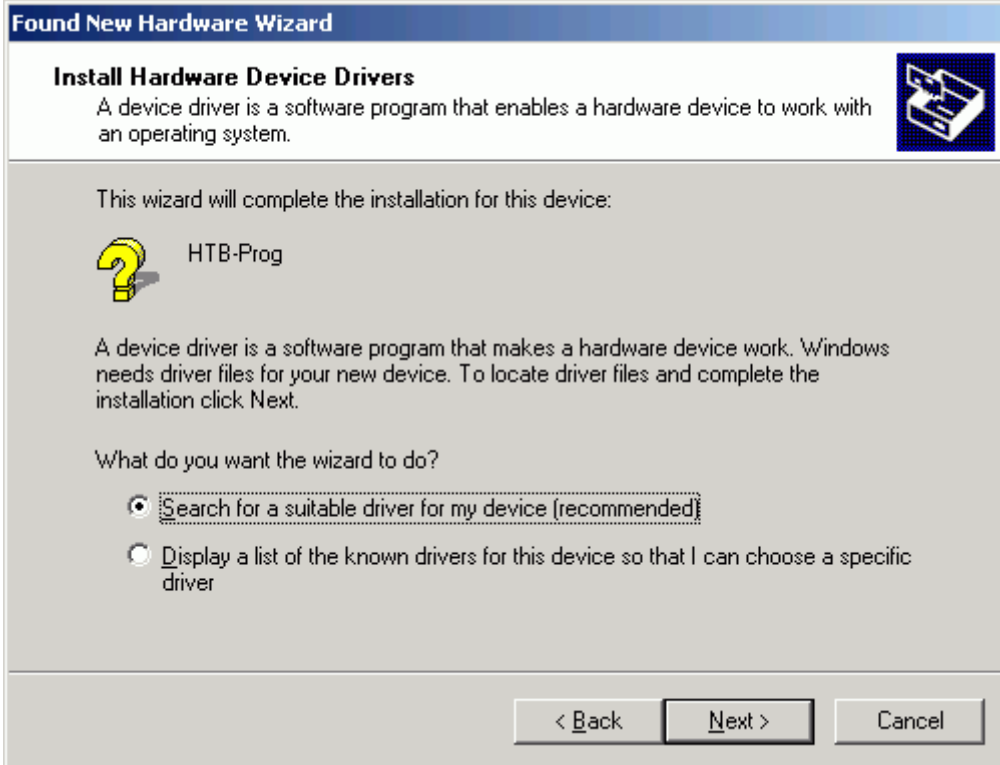 Found New Hardware Wizard
Install Hardware Device Drivers
A device driver is a software program that enables a hardware device to work with
an operating system.
This wizard will complete the installation for this device:
HTB-Prog
A device driver is a software program that makes a hardware device work. Windows
needs driver files for your new device. To locate driver files and complete the
installation click Next.
What do you want the wizard to do?
Search for a suitable driver for my device (recommended)
Display a list of the known drivers for this device so that I can choose a specific
driver
< Back
Next >
Cancel